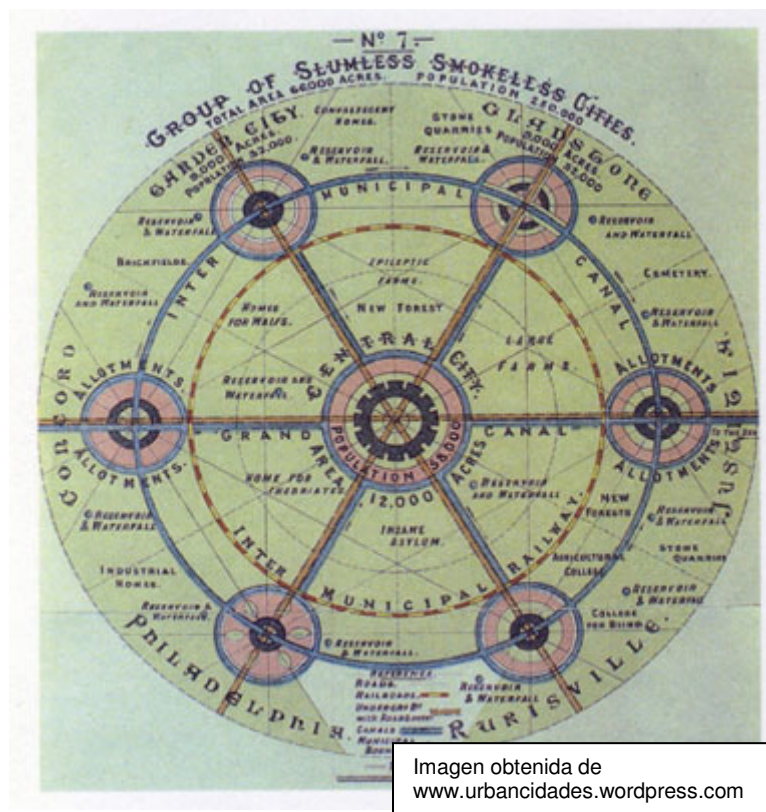 — Nº 7. —
GROUP OF SLUMLESS SMOKELESS CITIES.
TOTAL AREA 66000 ACRES. POPULATION 250,000
GARDEN CITY.
9,000 ACRES.
POPULATION 32,000
CONVALESCENT
HOMES.
STONE
QUARRIES
GLADSTONE
9,000 ACRES
POPULATION 32,000
RESERVOIR
& WATERFALL
RESERVOIR &
WATERFALL.
INTER MUNICIPAL CANAL
RESERVOIR
& WATERFALL
RESERVOIR
AND WATERFALL
BRICKFIELDS.
EPILEPTIC
FARMS.
CEMETERY.
RESERVOIR
AND WATERFALL
HOMES
FOR WAIFS.
NEW FOREST
RESERVOIR
& WATERFALL
LARGE
FARMS.
CONCORD
ALLOTMENTS.
RESERVOIR AND
WATERFALL.
CENTRAL CITY.
ALLOTMENTS
JUSTITIA
GRAND CANAL
POPULATION 58,000
AREA 12,000 ACRES
ALLOTMENTS.
ALLOTMENTS
HOME FOR
INEBRIATES.
RESERVOIR
AND WATERFALL
NEW
FORESTS
RESERVOIR
& WATERFALL
RESERVOIR
& WATERFALL
INSANE
ASYLUM.
STONE
QUARRIES
INTER MUNICIPAL RAILWAY.
AGRICULTURAL
COLLEGE
INDUSTRIAL
HOMES.
RESERVOIR
& WATERFALL
RESERVOIR &
WATERFALL.
COLLEGE
FOR BLIND.
PHILADELPHIA.
RESERVOIR
& WATERFALL.
RURISVILLE.
REFERENCE.
ROADS.
RAILROADS.
RESERVOIR
& WATERFALL
CANALS
MUNICIPAL
Imagen obtenida de
www.urbancidades.wordpress.com